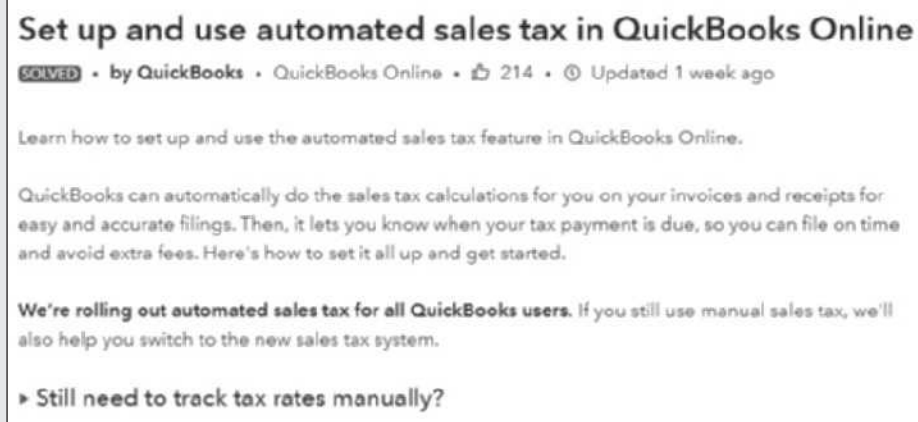 Set up and use automated sales tax in QuickBooks Online
SOLVED • by QuickBooks • QuickBooks Online • 214 • Updated 1 week ago
Learn how to set up and use the automated sales tax feature in QuickBooks Online.
QuickBooks can automatically do the sales tax calculations for you on your invoices and receipts for
easy and accurate filings. Then, it lets you know when your tax payment is due, so you can file on time
and avoid extra fees. Here's how to set it all up and get started.
We're rolling out automated sales tax for all QuickBooks users. If you still use manual sales tax, we'll
also help you switch to the new sales tax system.
▸ Still need to track tax rates manually?